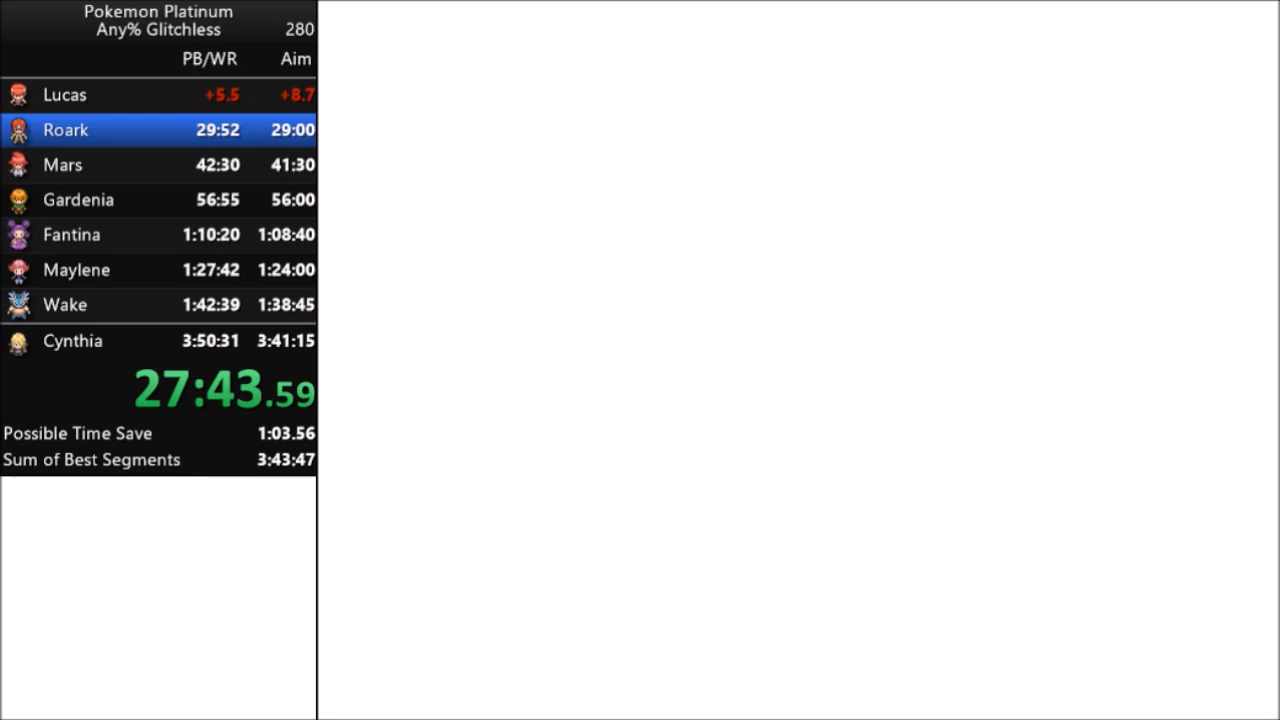 Pokemon Platinum
Any% Glitchless 280
PB/WR Aim
Lucas +5.5 +8.7
Roark 29:52 29:00
Mars 42:30 41:30
Gardenia 56:55 56:00
Fantina 1:10:20 1:08:40
Maylene 1:27:42 1:24:00
Wake 1:42:39 1:38:45
Cynthia 3:50:31 3:41:15
27:43.59
Possible Time Save 1:03.56
Sum of Best Segments 3:43:47